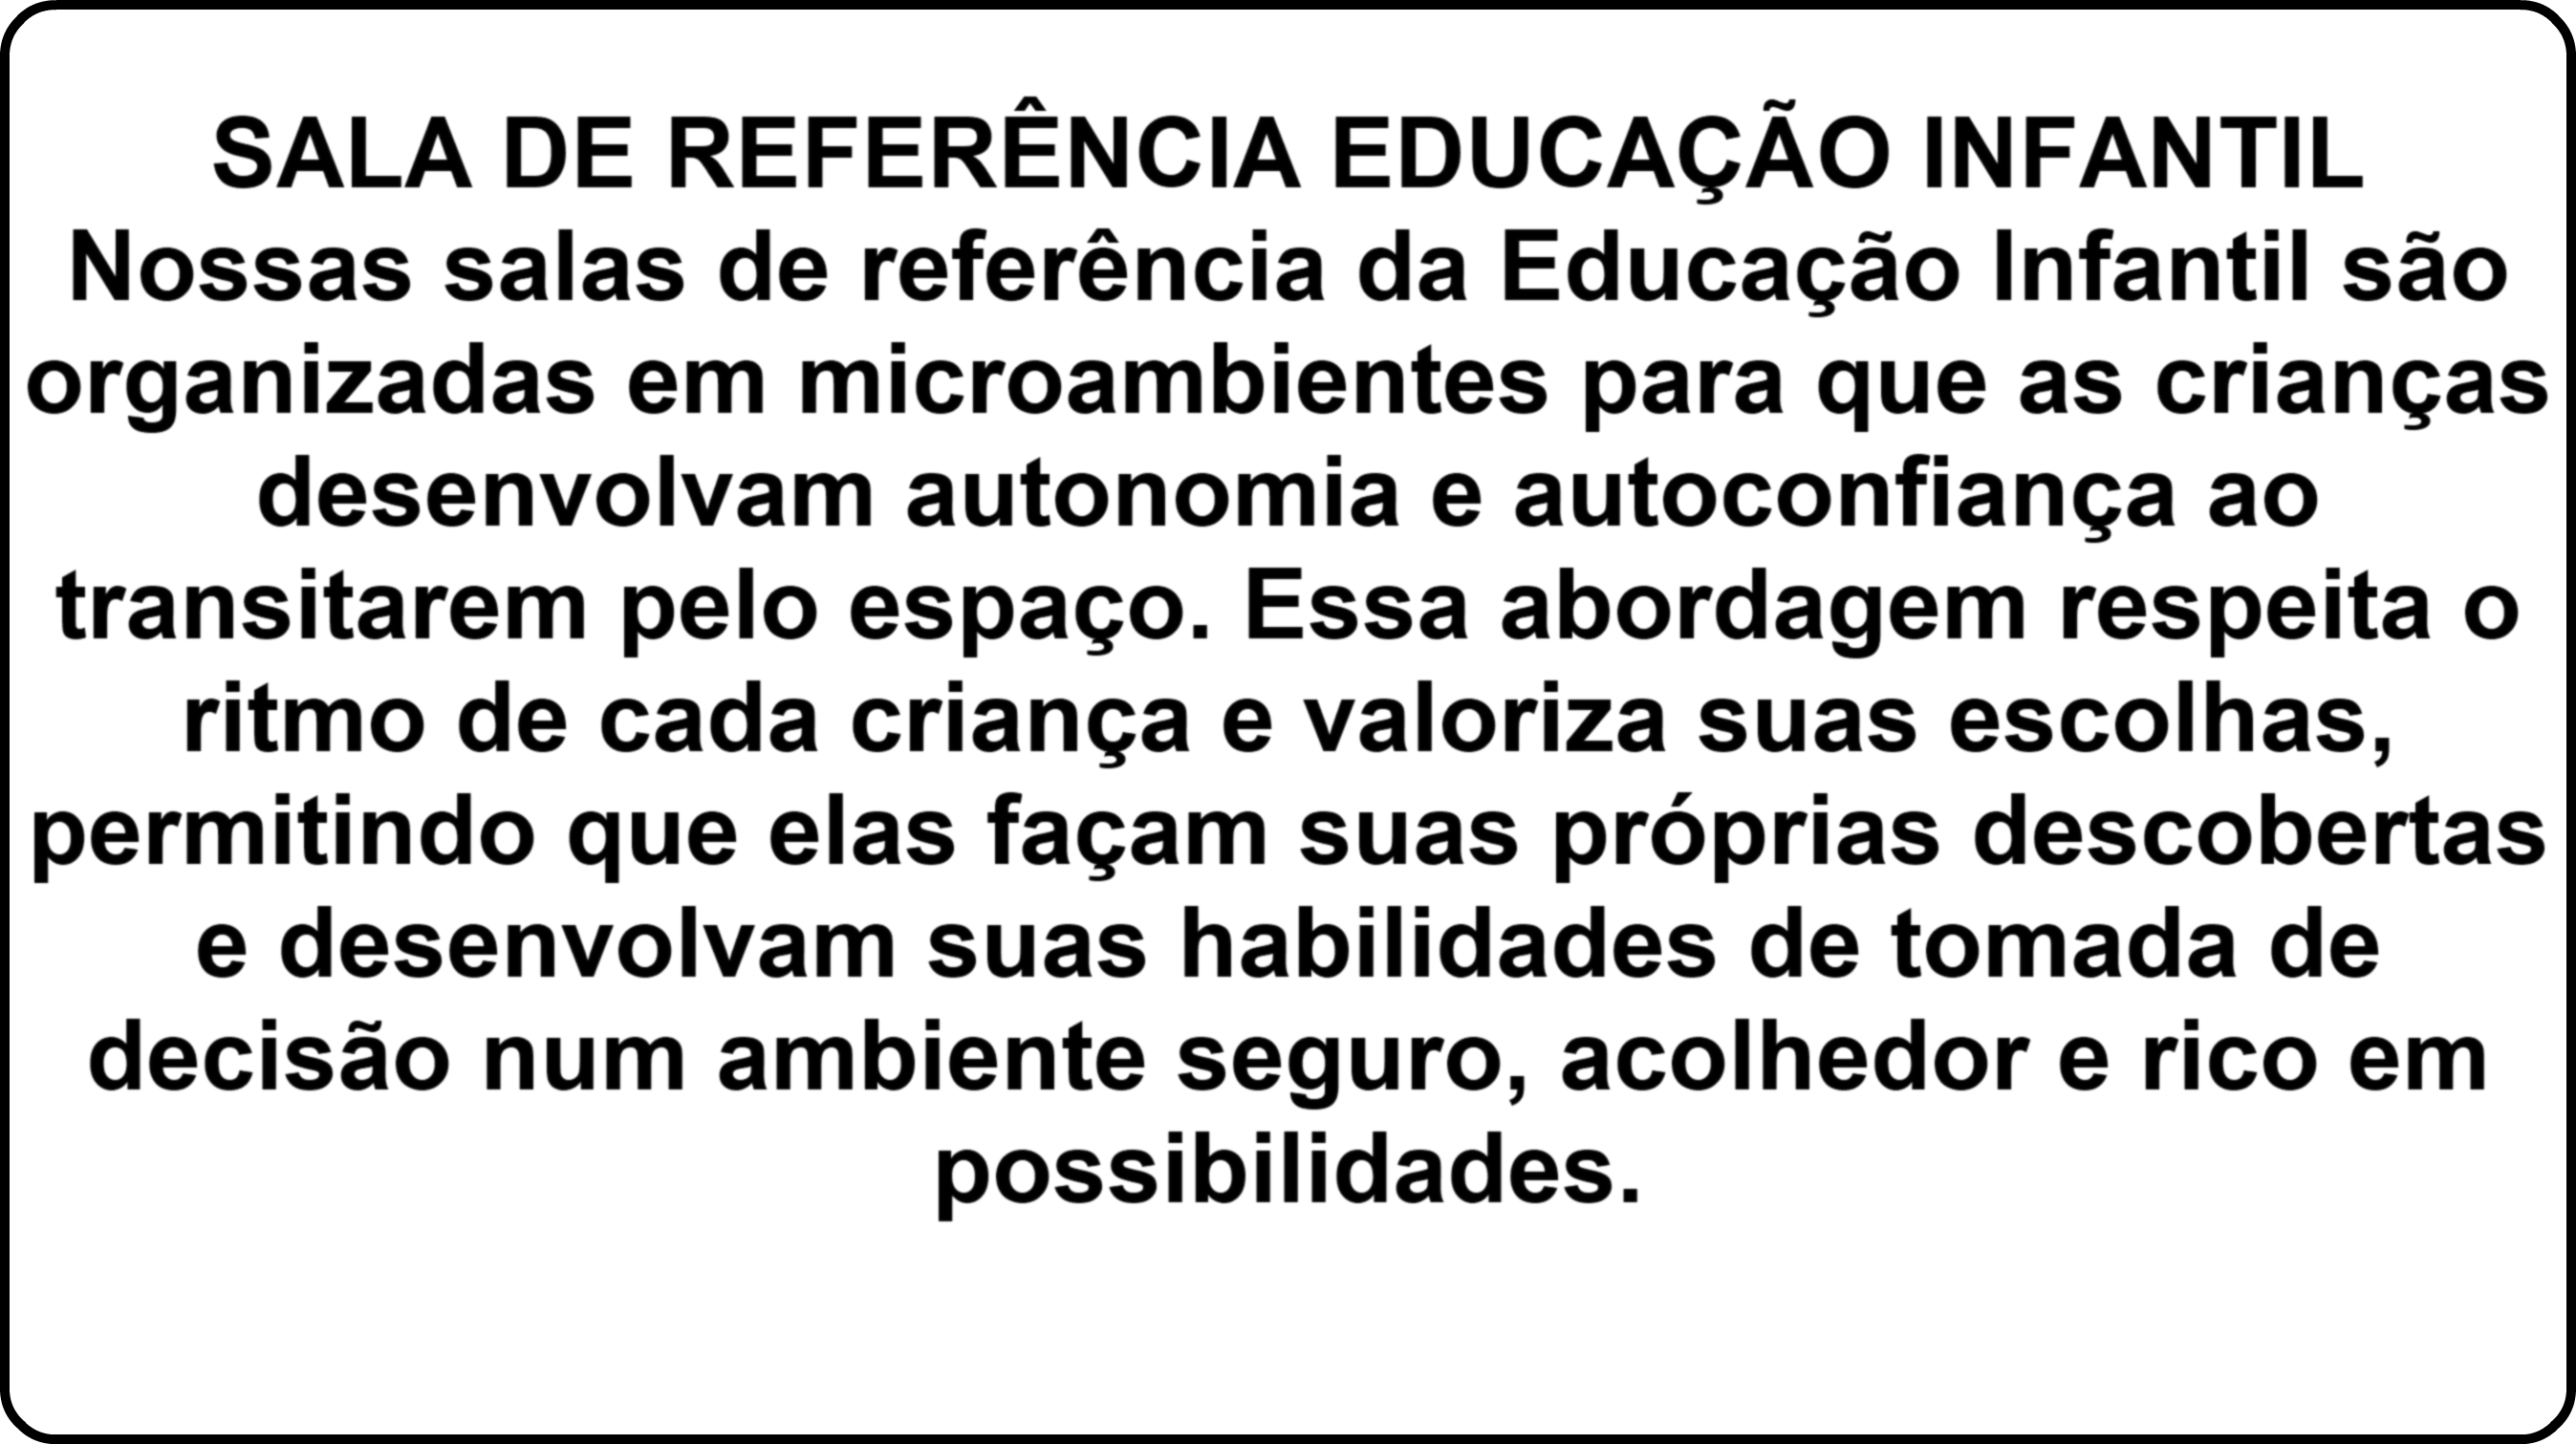 SALA DE REFERÊNCIA EDUCAÇÃO INFANTIL
Nossas salas de referência da Educação Infantil são
organizadas em microambientes para que as crianças
desenvolvam autonomia e autoconfiança ao
transitarem pelo espaço. Essa abordagem respeita o
ritmo de cada criança e valoriza suas escolhas,
permitindo que elas façam suas próprias descobertas
e desenvolvam suas habilidades de tomada de
decisão num ambiente seguro, acolhedor e rico em
possibilidades.